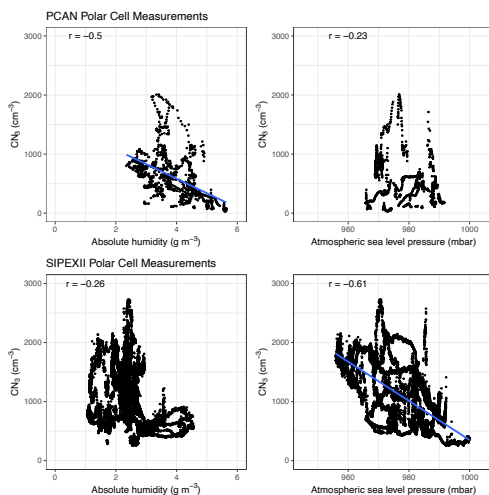 PCAN Polar Cell Measurements
r = −0.5
r = −0.23
3000
2000
1000
0
CN₃ (cm⁻³)
0 2 4 6
Absolute humidity (g m⁻³)
3000
2000
1000
0
CN₃ (cm⁻³)
960 980 1000
Atmospheric sea level pressure (mbar)
SIPEXII Polar Cell Measurements
r = −0.26
r = −0.61
3000
2000
1000
0
CN₃ (cm⁻³)
0 2 4 6
Absolute humidity (g m⁻³)
3000
2000
1000
0
CN₃ (cm⁻³)
960 980 1000
Atmospheric sea level pressure (mbar)